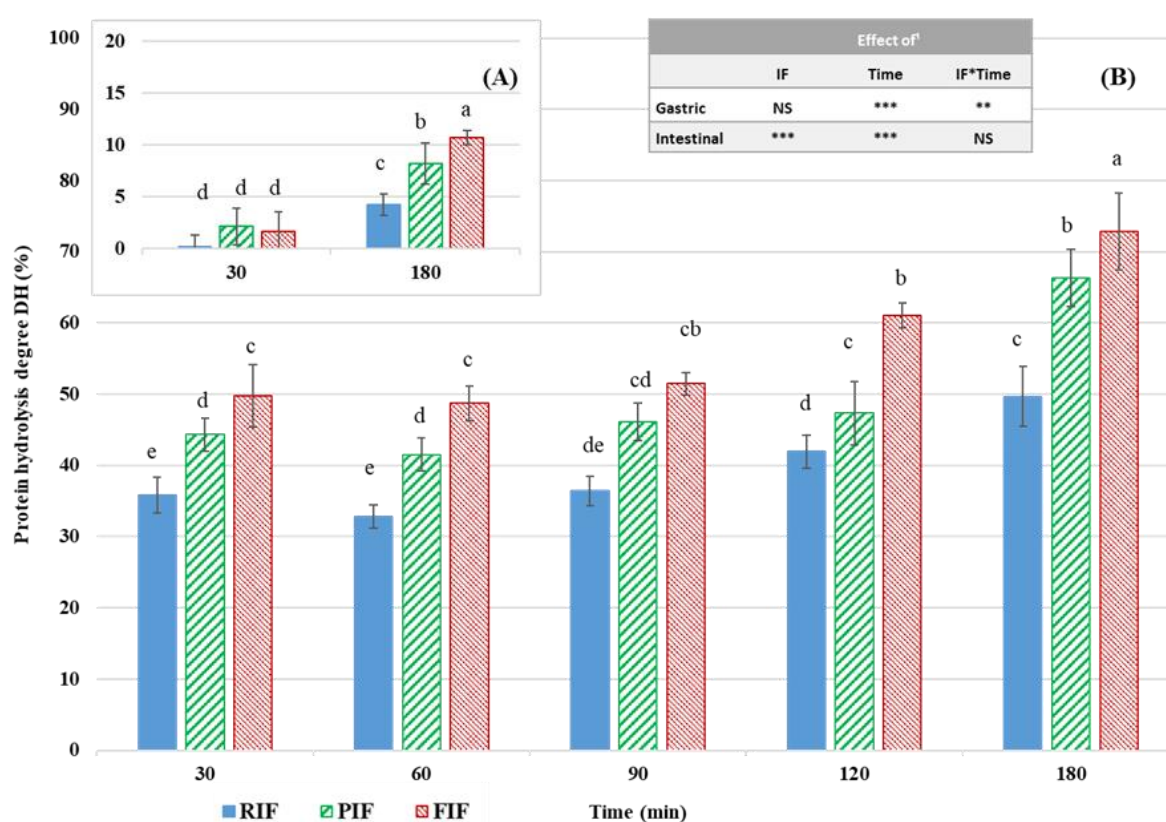 Protein hydrolysis degree DH (%)
100
90
80
70
60
50
40
30
20
10
0
(A)
20
15
10
5
0
d d d
c b a
30 180
Effect of¹
IF Time IF*Time
Gastric NS *** **
Intestinal *** *** NS
(B)
e d c
e d c
de cd cb
d c b
c b a
30 60 90 120 180
RIF PIF FIF
Time (min)